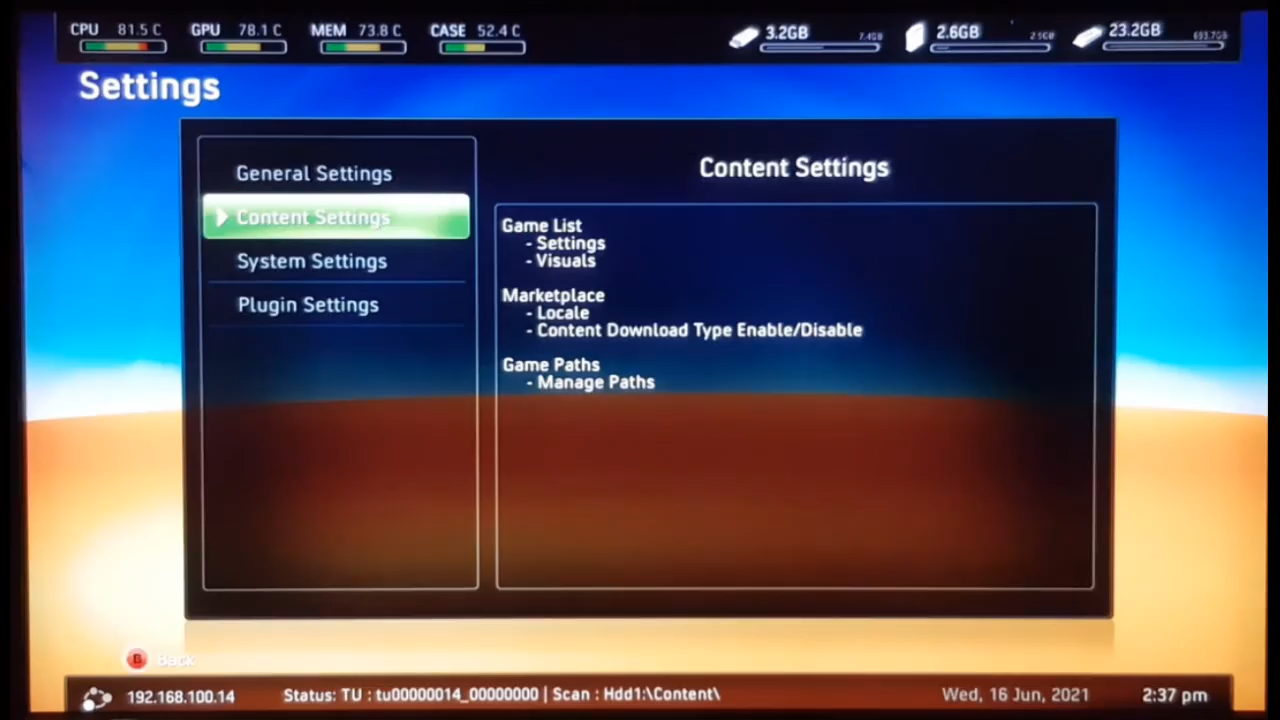 CPU 81.5 C GPU 78.1 C MEM 73.8 C CASE 52.4 C 3.2GB 7.4GB 2.6GB 23.2GB
Settings
General Settings
Content Settings
System Settings
Plugin Settings
Content Settings
Game List
- Settings
- Visuals
Marketplace
- Locale
- Content Download Type Enable/Disable
Game Paths
- Manage Paths
B Back
192.168.100.14 Status: TU : tu00000014_00000000 | Scan : Hdd1:\Content\ Wed, 16 Jun, 2021 2:37 pm